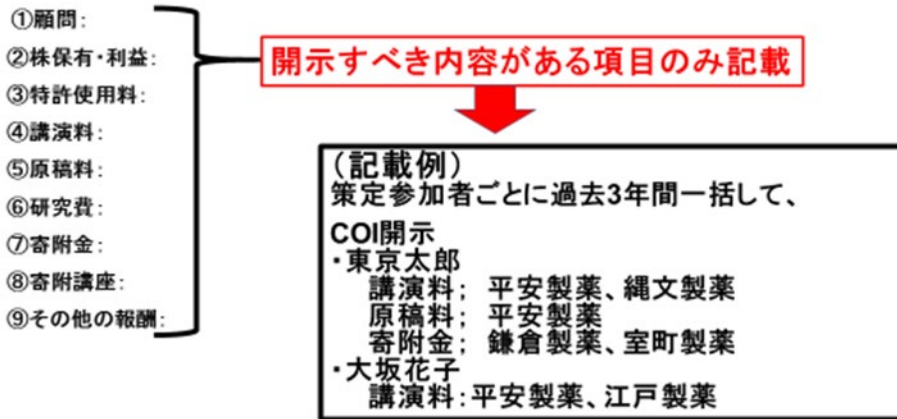 ①顧問:
②株保有・利益:
③特許使用料:
④講演料:
⑤原稿料:
⑥研究費:
⑦寄附金:
⑧寄附講座:
⑨その他の報酬:
開示すべき内容がある項目のみ記載
（記載例）
策定参加者ごとに過去3年間一括して、
COI開示
・東京太郎
講演料； 平安製薬、縄文製薬
原稿料； 平安製薬
寄附金； 鎌倉製薬、室町製薬
・大坂花子
講演料：平安製薬、江戸製薬